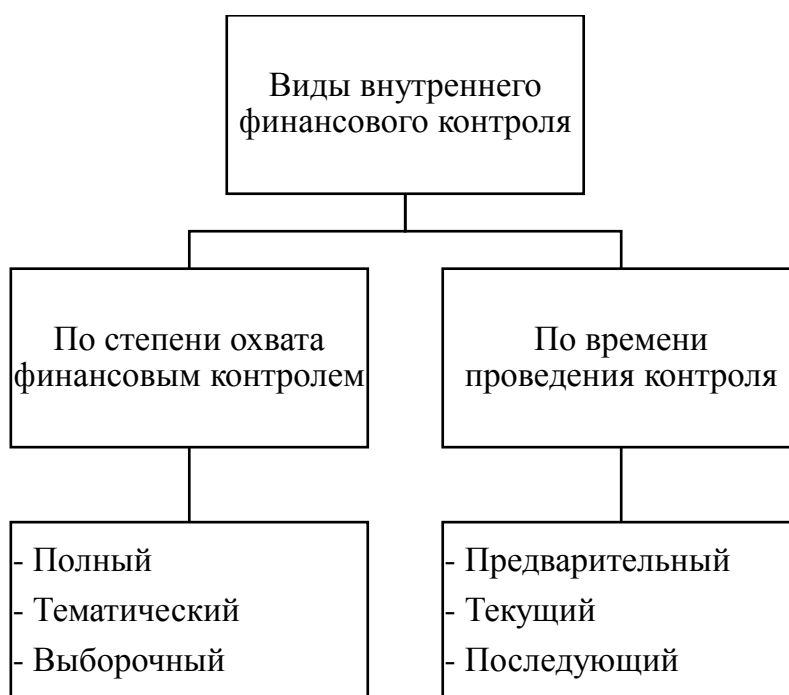 Виды внутреннего
финансового контроля
По степени охвата
финансовым контролем
По времени
проведения контроля
- Полный
- Тематический
- Выборочный
- Предварительный
- Текущий
- Последующий